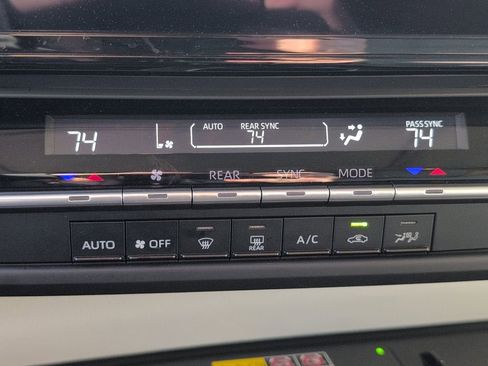 AUTO REAR SYNC PASS SYNC
74 74 74
REAR SYNC MODE
AUTO OFF REAR A/C